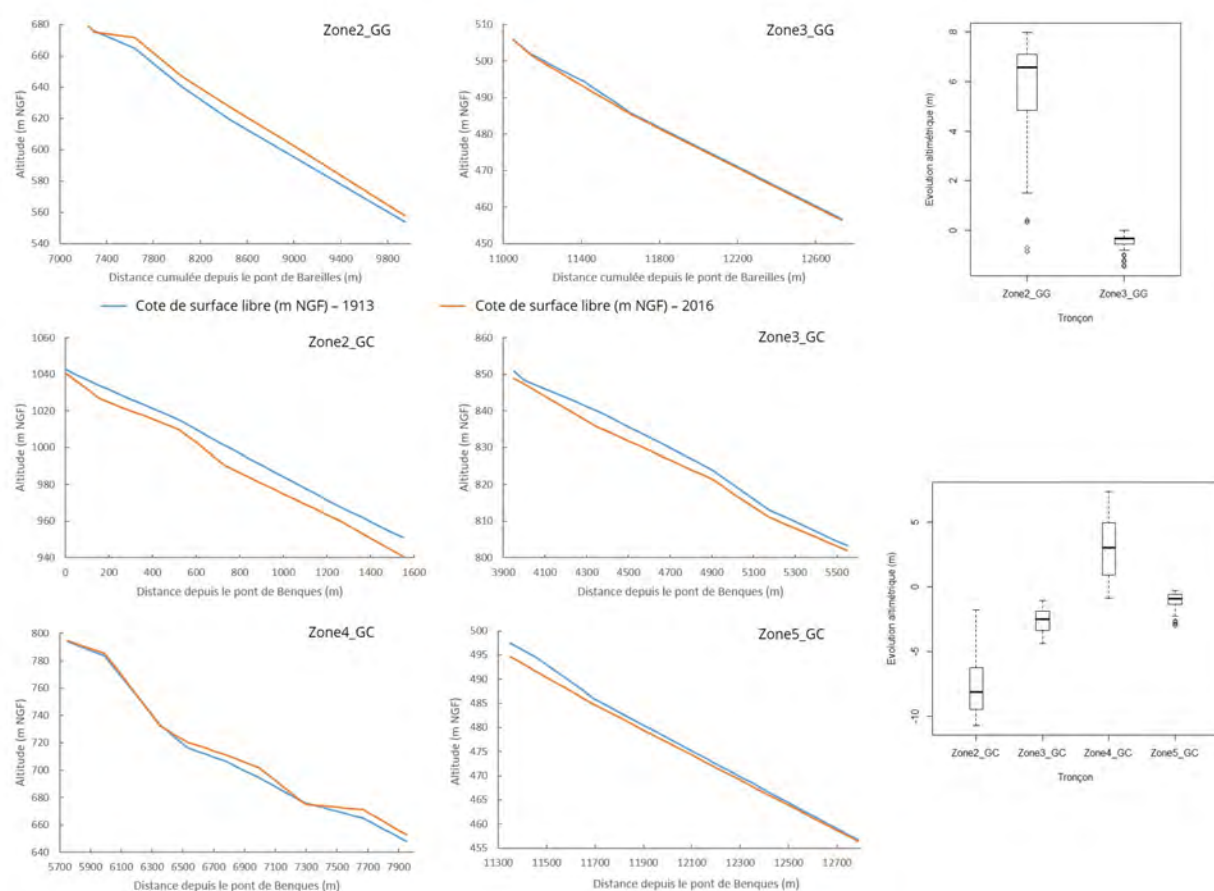 Zone2_GG
Altitude (m NGF)
680
660
640
620
600
580
560
540
7000 7400 7800 8200 8600 9000 9400 9800
Distance cumulée depuis le pont de Bareilles (m)
Zone3_GG
Altitude (m NGF)
510
500
490
480
470
460
450
11000 11400 11800 12200 12600
Distance cumulée depuis le pont de Bareilles (m)
Evolution altimétrique (m)
8
6
4
2
0
Zone2_GG Zone3_GG
Tronçon
Cote de surface libre (m NGF) – 1913 Cote de surface libre (m NGF) – 2016
Zone2_GC
Altitude (m NGF)
1060
1040
1020
1000
980
960
940
0 200 400 600 800 1000 1200 1400 1600
Distance depuis le pont de Benques (m)
Zone3_GC
Altitude (m NGF)
860
850
840
830
820
810
800
3900 4100 4300 4500 4700 4900 5100 5300 5500
Distance depuis le pont de Benques (m)
Evolution altimétrique (m)
5
0
-5
-10
Zone2_GC Zone3_GC Zone4_GC Zone5_GC
Tronçon
Zone4_GC
Altitude (m NGF)
800
780
760
740
720
700
680
660
640
5700 5900 6100 6300 6500 6700 6900 7100 7300 7500 7700 7900
Distance depuis le pont de Benques (m)
Zone5_GC
Altitude (m NGF)
500
495
490
485
480
475
470
465
460
455
11300 11500 11700 11900 12100 12300 12500 12700
Distance depuis le pont de Benques (m)